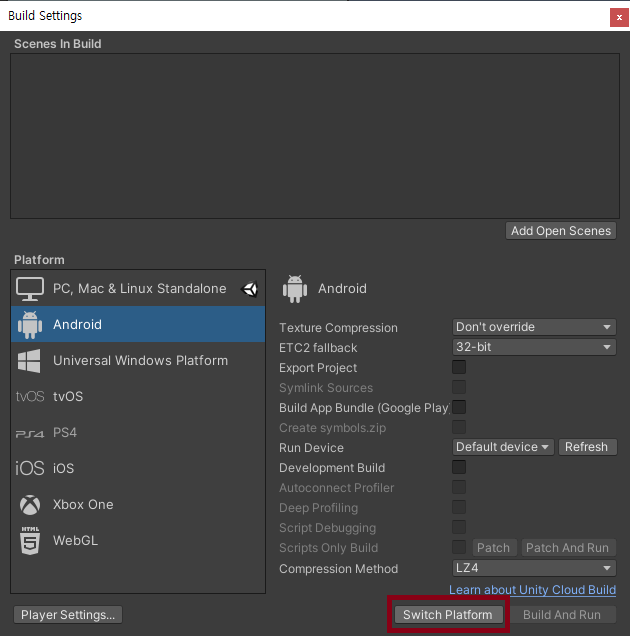 Build Settings
x
Scenes In Build
Add Open Scenes
Platform
PC, Mac & Linux Standalone
Android
Universal Windows Platform
tvOS tvOS
PS4 PS4
iOS iOS
Xbox One
HTML 5 WebGL
Android
Texture Compression Don't override
ETC2 fallback 32-bit
Export Project
Symlink Sources
Build App Bundle (Google Play
Create symbols.zip
Run Device Default device Refresh
Development Build
Autoconnect Profiler
Deep Profiling
Script Debugging
Scripts Only Build Patch Patch And Run
Compression Method LZ4
Learn about Unity Cloud Build
Player Settings... Switch Platform Build And Run